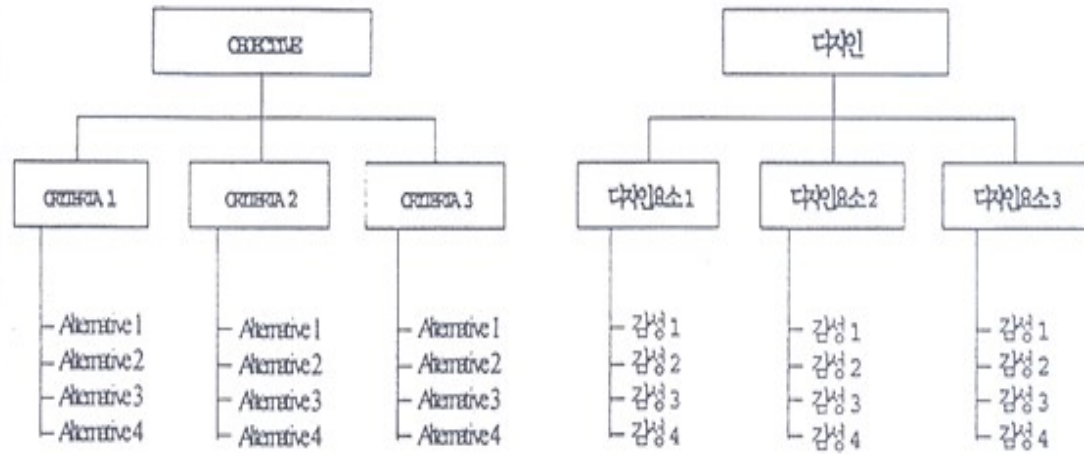 OBJECTIVE
CRITERIA 1
CRITERIA 2
CRITERIA 3
Alternative 1
Alternative 2
Alternative 3
Alternative 4
Alternative 1
Alternative 2
Alternative 3
Alternative 4
Alternative 1
Alternative 2
Alternative 3
Alternative 4
디자인
디자인요소 1
디자인요소 2
디자인요소 3
감성 1
감성 2
감성 3
감성 4
감성 1
감성 2
감성 3
감성 4
감성 1
감성 2
감성 3
감성 4